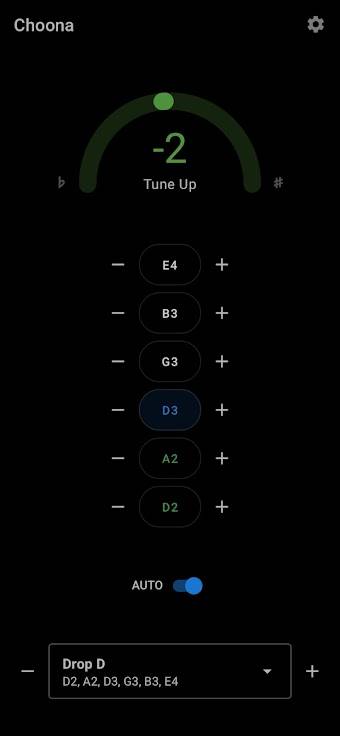 Choona
-2
♭ Tune Up ♯
− E4 +
− B3 +
− G3 +
− D3 +
− A2 +
− D2 +
AUTO
Drop D
− D2, A2, D3, G3, B3, E4 +